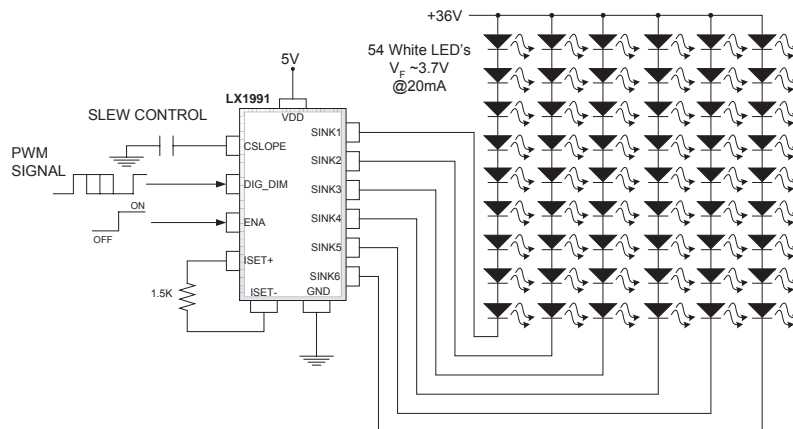 +36V
54 White LED's
VF ~3.7V
@20mA
5V
LX1991
VDD
SLEW CONTROL
CSLOPE
SINK1
PWM
SIGNAL
DIG_DIM
SINK2
SINK3
ON
OFF
ENA
SINK4
SINK5
ISET+
SINK6
1.5K
ISET-
GND